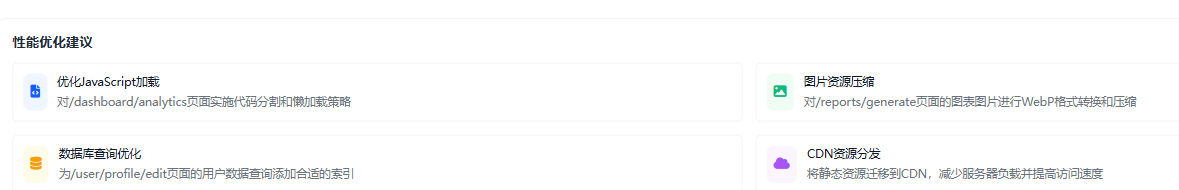 性能优化建议
优化JavaScript加载
对/dashboard/analytics页面实施代码分割和懒加载策略
图片资源压缩
对/reports/generate页面的图表图片进行WebP格式转换和压缩
数据库查询优化
为/user/profile/edit页面的用户数据查询添加合适的索引
CDN资源分发
将静态资源迁移到CDN，减少服务器负载并提高访问速度